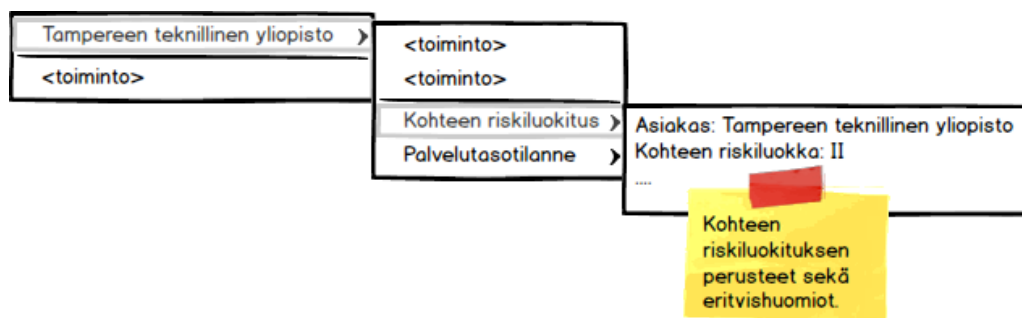 Tampereen teknillinen yliopisto
<toiminto>
<toiminto>
<toiminto>
Kohteen riskiluokitus
Palvelutasotilanne
Asiakas: Tampereen teknillinen yliopisto
Kohteen riskiluokka: II
....
Kohteen
riskiluokituksen
perusteet sekä
eritvishuomiot.